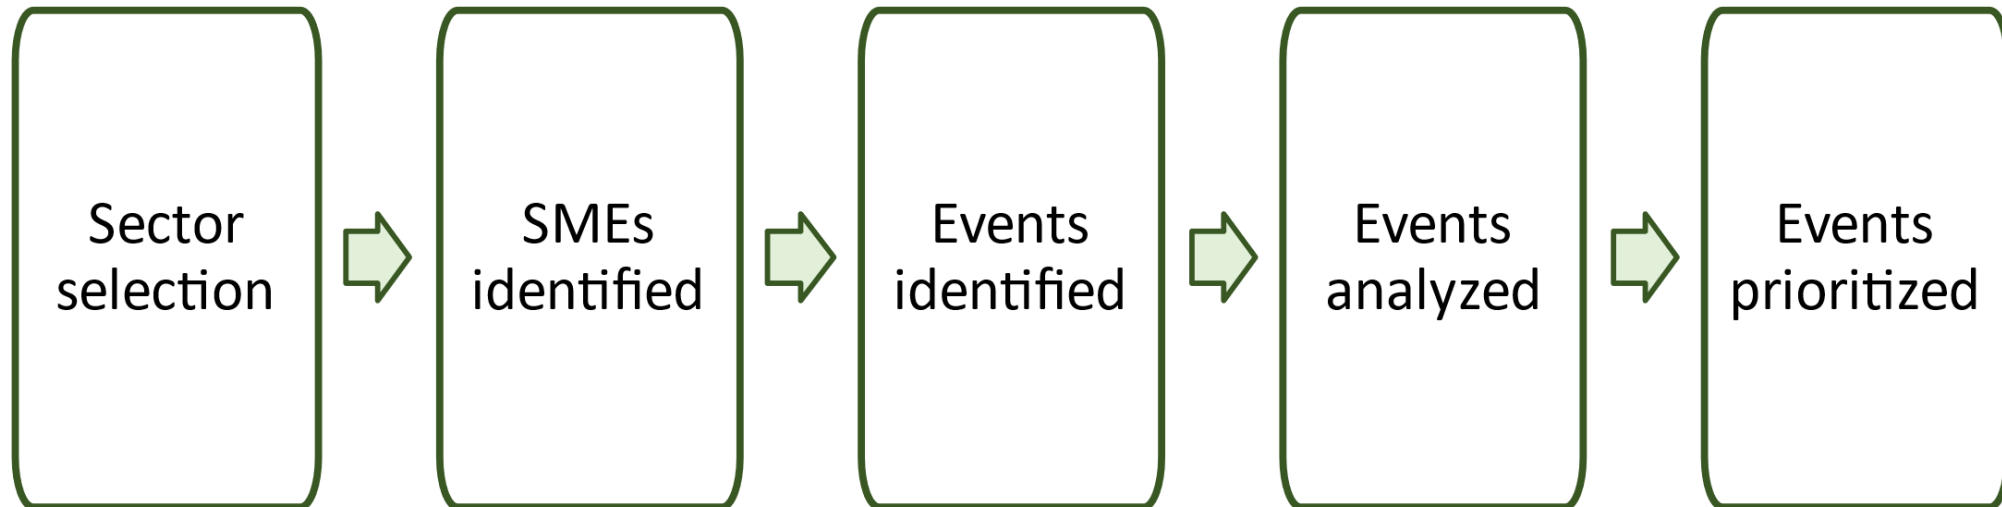 Sector
selection
SMEs
identified
Events
identified
Events
analyzed
Events
prioritized